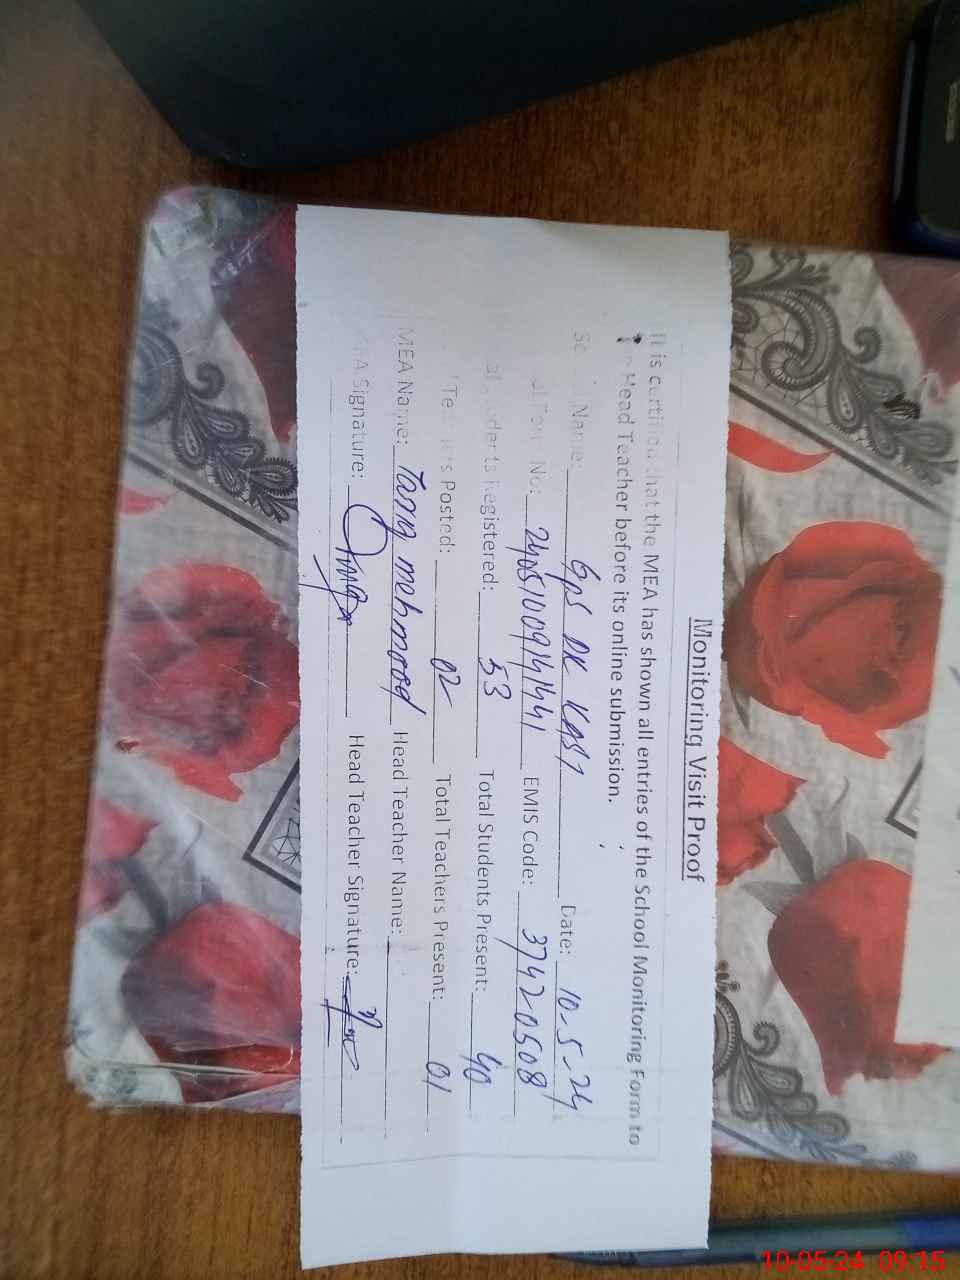 Monitoring Visit Proof
It is certified that the MEA has shown all entries of the School Monitoring Form to
Head Teacher before its online submission.
Name: GPS DK Date: 10-5-24
No: EMIS Code: 37420508
Registered: 53 Total Students Present: 40
Posted: 02 Total Teachers Present: 01
MEA Name: Tariq mehmood Head Teacher Name:
A Signature: Head Teacher Signature:
10-05-24 09:15